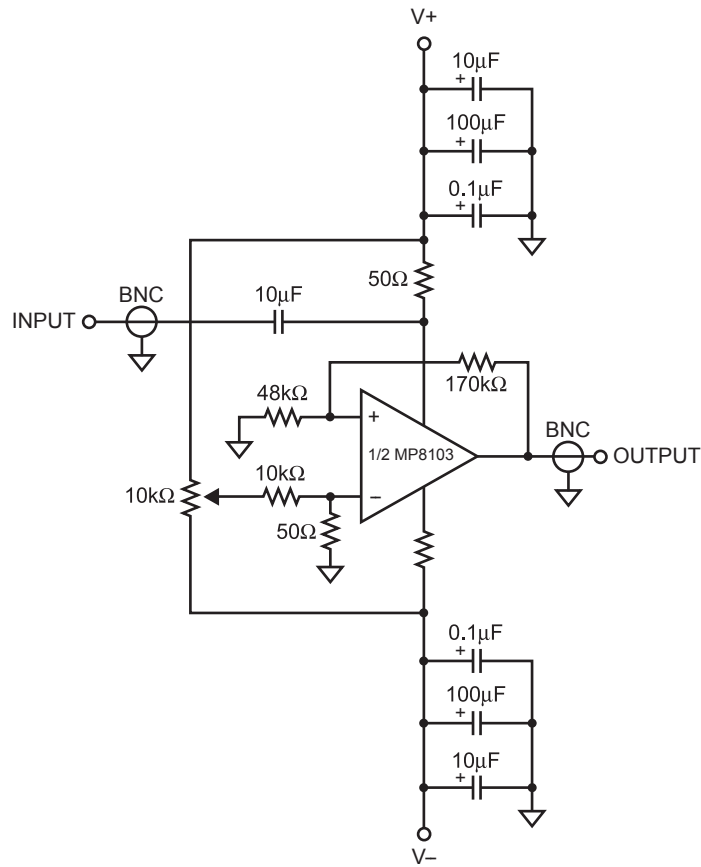 V+
10μF
+
100μF
+
0.1μF
+
50Ω
BNC
10μF
INPUT
170kΩ
48kΩ
+
BNC
1/2 MP8103
OUTPUT
10kΩ
10kΩ
–
50Ω
0.1μF
+
100μF
+
10μF
+
V–